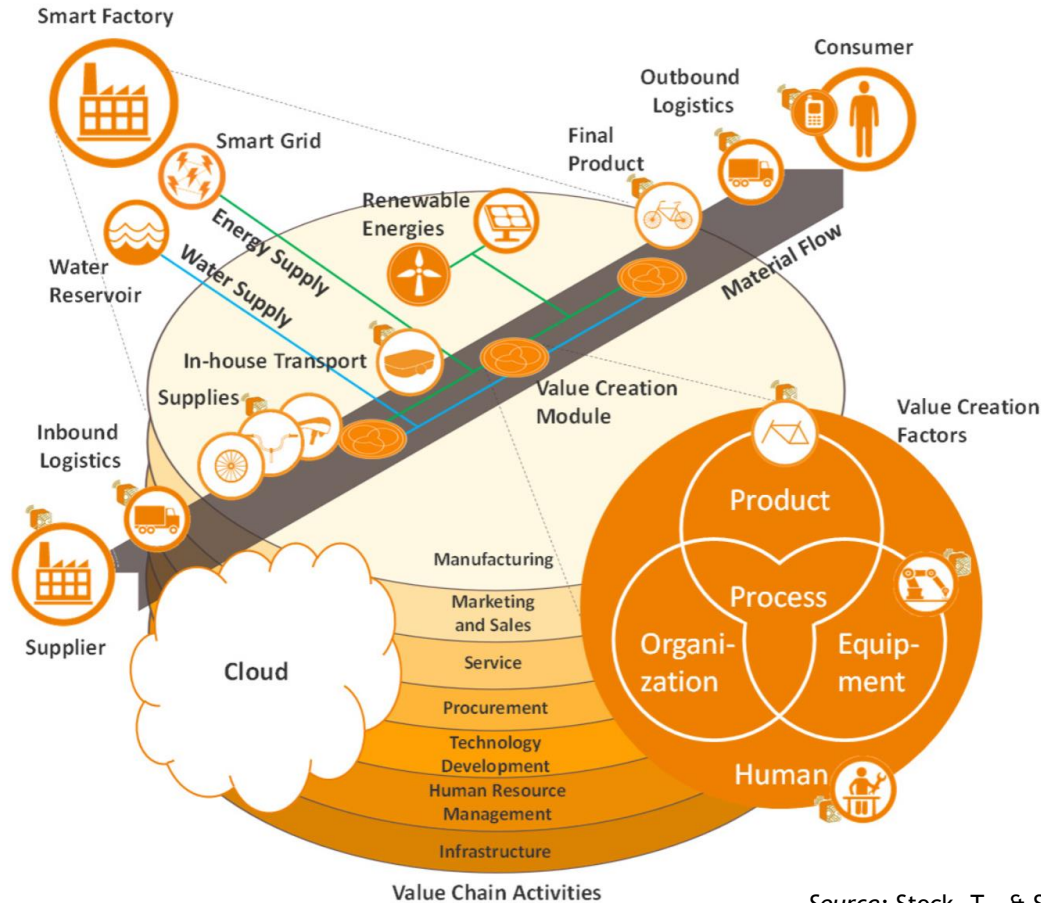 Smart Factory
Consumer
Outbound
Logistics
Smart Grid
Final
Product
Renewable
Energies
Energy Supply
Water
Reservoir
Water Supply
Material Flow
In-house Transport
Supplies
Value Creation
Module
Inbound
Logistics
Value Creation
Factors
Product
Process
Organi-
zation
Equip-
ment
Human
Supplier
Cloud
Manufacturing
Marketing
and Sales
Service
Procurement
Technology
Development
Human Resource
Management
Infrastructure
Value Chain Activities
Source: Stock, T., &